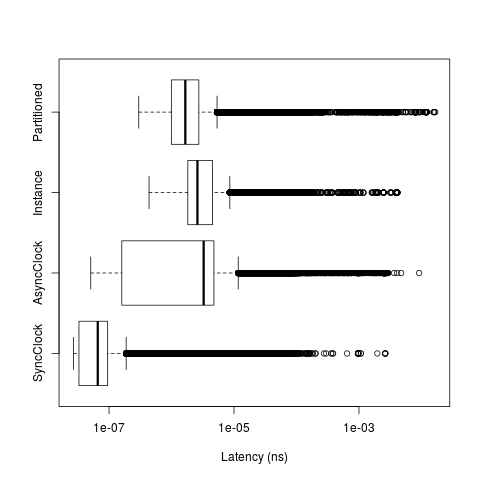 Partitioned
Instance
AsyncClock
SyncClock
1e-07
1e-05
1e-03
Latency (ns)